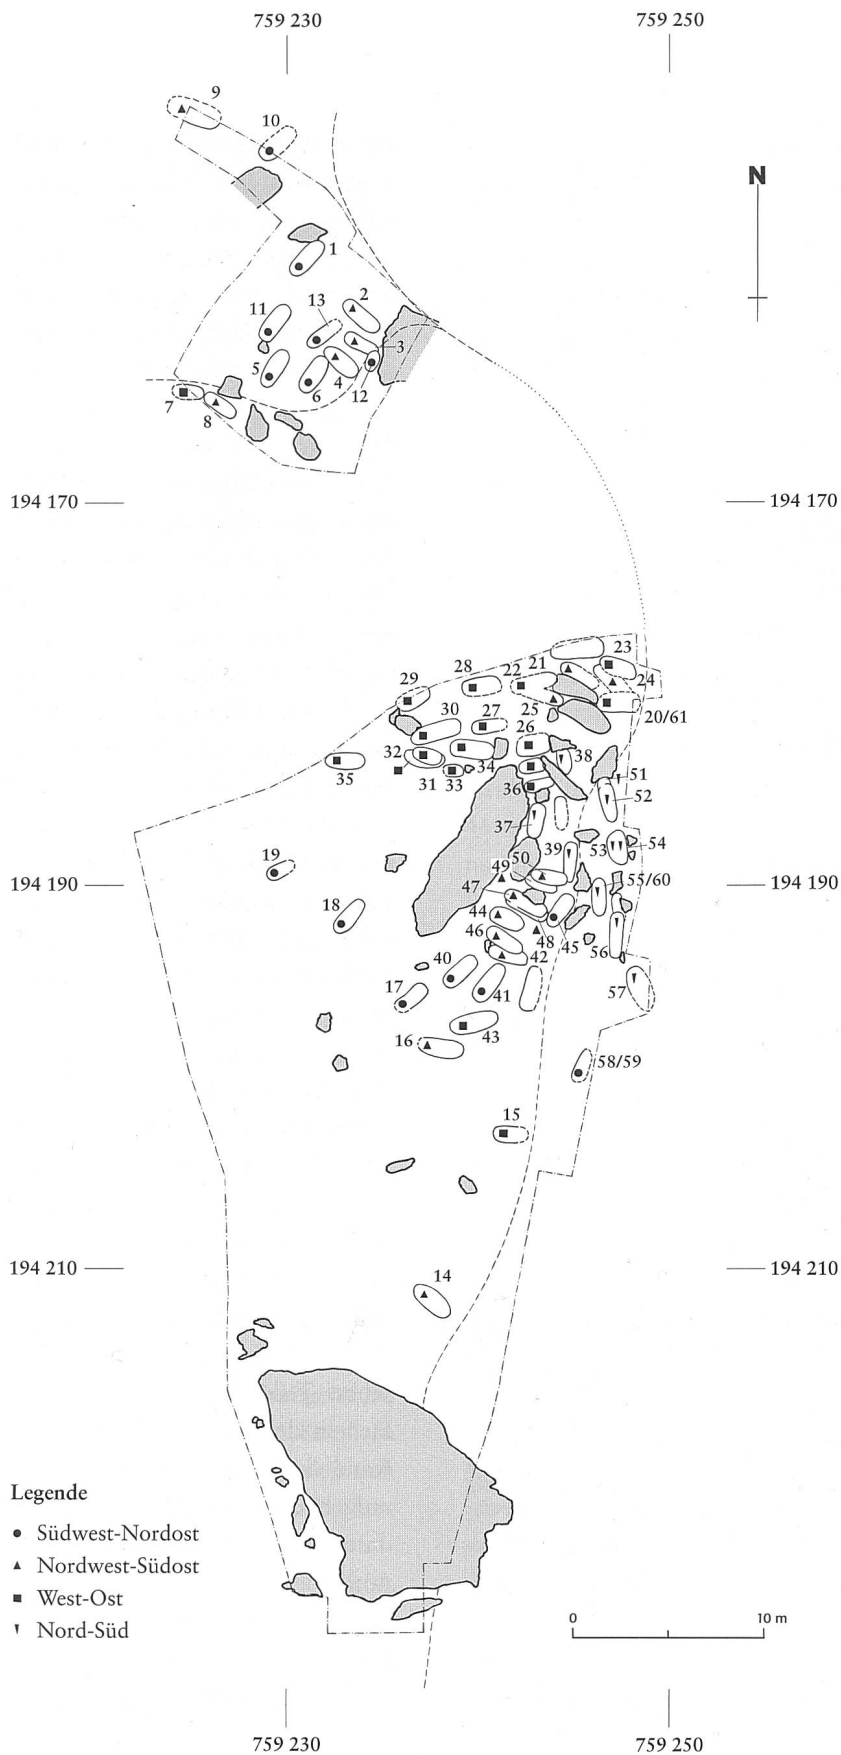 759 230 759 250
9
10
N
1
2
11 13
3
5
6 4
12
7
8
194 170 194 170
23
28 22 21
29
24
25
30 27
20/61
26
32
38
34
35 31 33
51
36
52
37
54
39 53
50
19
49
194 190 55/60 194 190
47
18
44
46 48 45
56
42
40
57
17
41
43
16
58/59
15
194 210 14 194 210
Legende
Südwest-Nordost
Nordwest-Südost
West-Ost
Nord-Süd
0 10 m
759 230 759 250